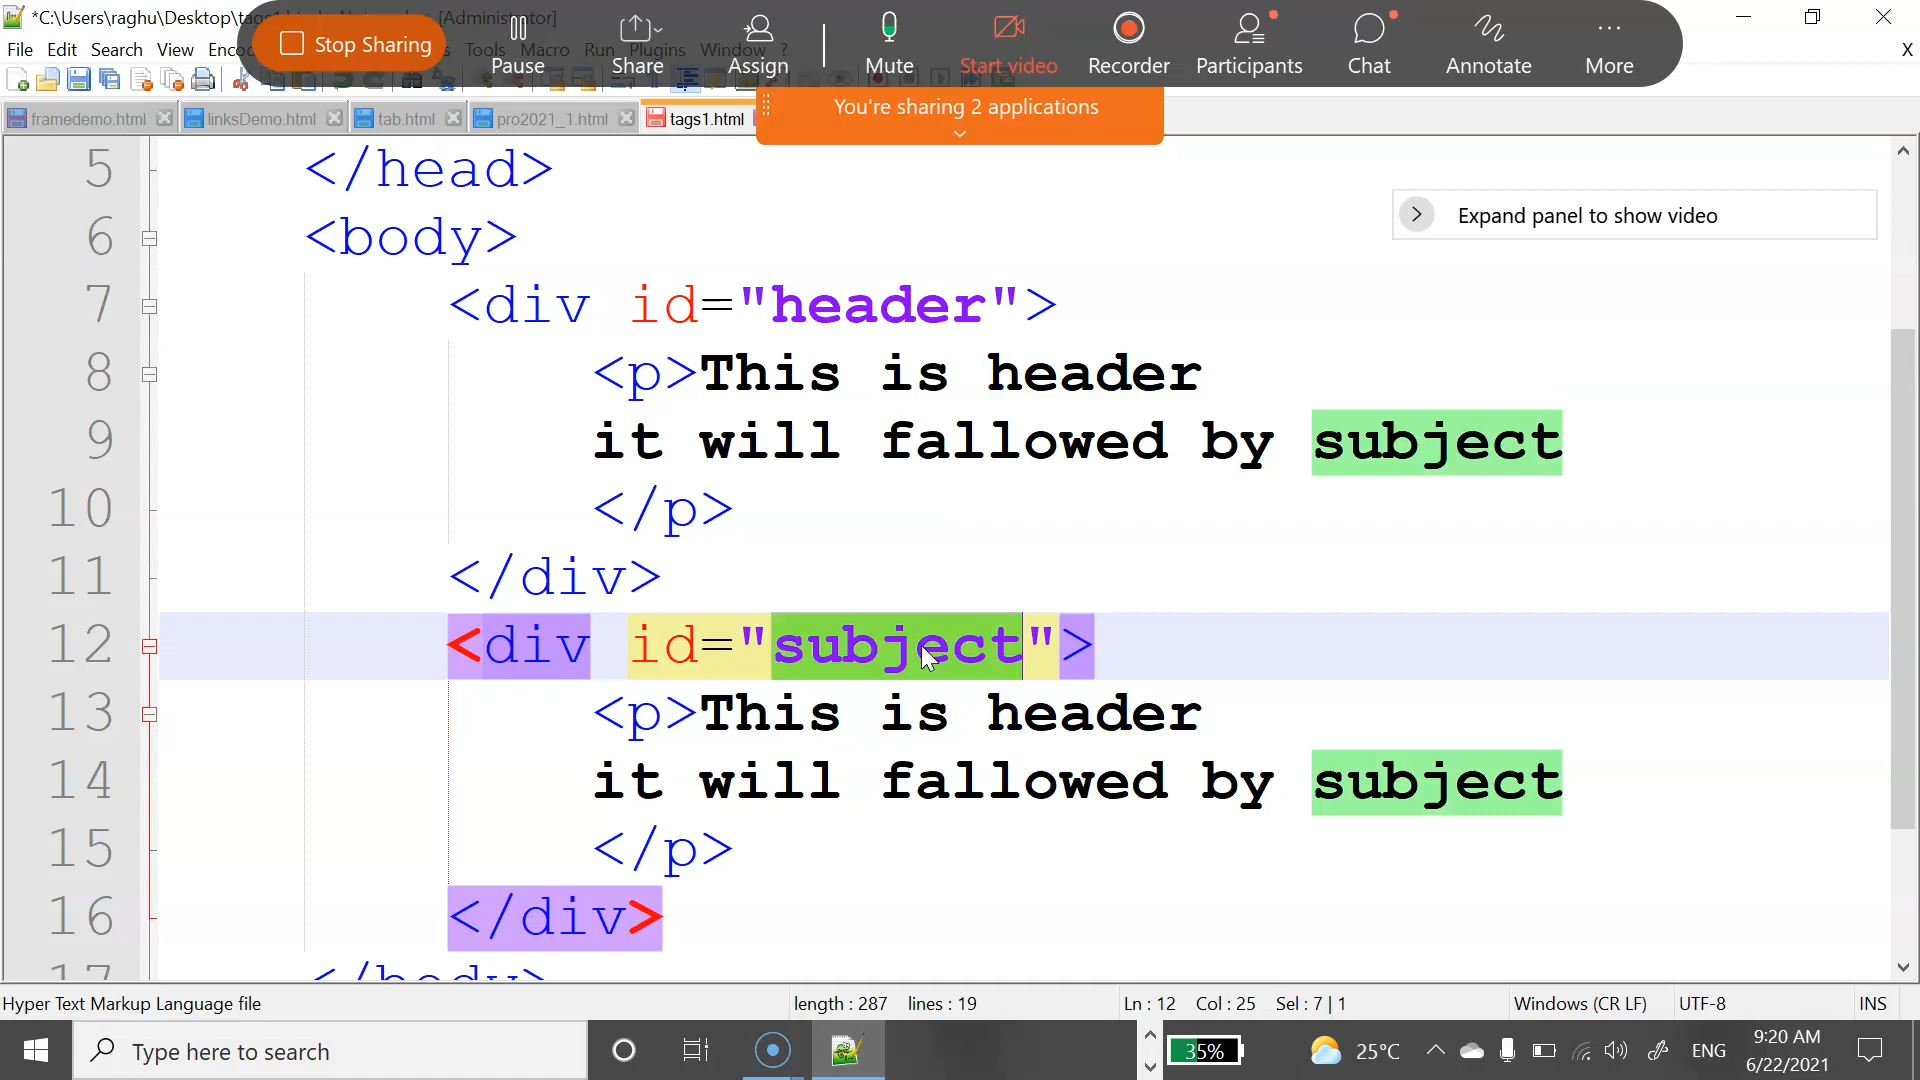 *C:\Users\raghu\Desktop\tags1 [Administrator]
Stop Sharing
Pause
Share
Assign
Mute
Start video
Recorder
Participants
Chat
Annotate
More
File Edit Search View Tools Macro Run Plugins Window ?
X
You're sharing 2 applications
framedemo.html
linksDemo.html
tab.html
pro2021_1.html
tags1.html
Expand panel to show video
5 </head>
6 <body>
7 <div id="header">
8 <p>This is header
9 it will fallowed by subject
10 </p>
11 </div>
12 <div id="subject">
13 <p>This is header
14 it will fallowed by subject
15 </p>
16 </div>
17 </body>
Hyper Text Markup Language file length : 287 lines : 19 Ln : 12 Col : 25 Sel : 7 | 1 Windows (CR LF) UTF-8 INS
Type here to search
35%
25°C
ENG
9:20 AM
6/22/2021